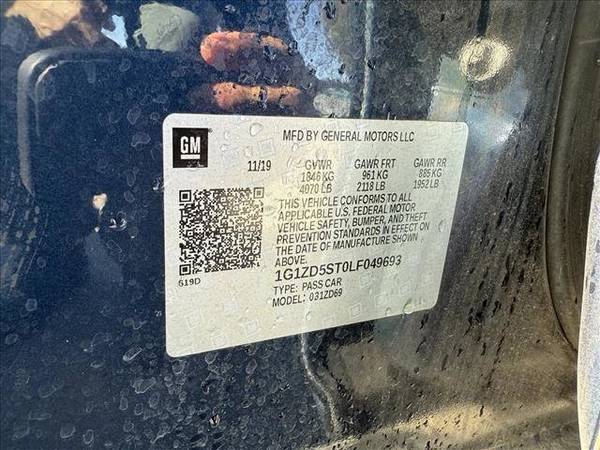 GM
MFD BY GENERAL MOTORS LLC
11/19 GVWR GAWR FRT GAWR RR
1846 KG 961 KG 885 KG
4070 LB 2118 LB 1952 LB
THIS VEHICLE CONFORMS TO ALL
APPLICABLE U.S. FEDERAL MOTOR
VEHICLE SAFETY, BUMPER, AND THEFT
PREVENTION STANDARDS IN EFFECT ON
THE DATE OF MANUFACTURE SHOWN
ABOVE.
1G1ZD5ST0LF049693
619D
TYPE: PASS CAR
MODEL: 031ZD69